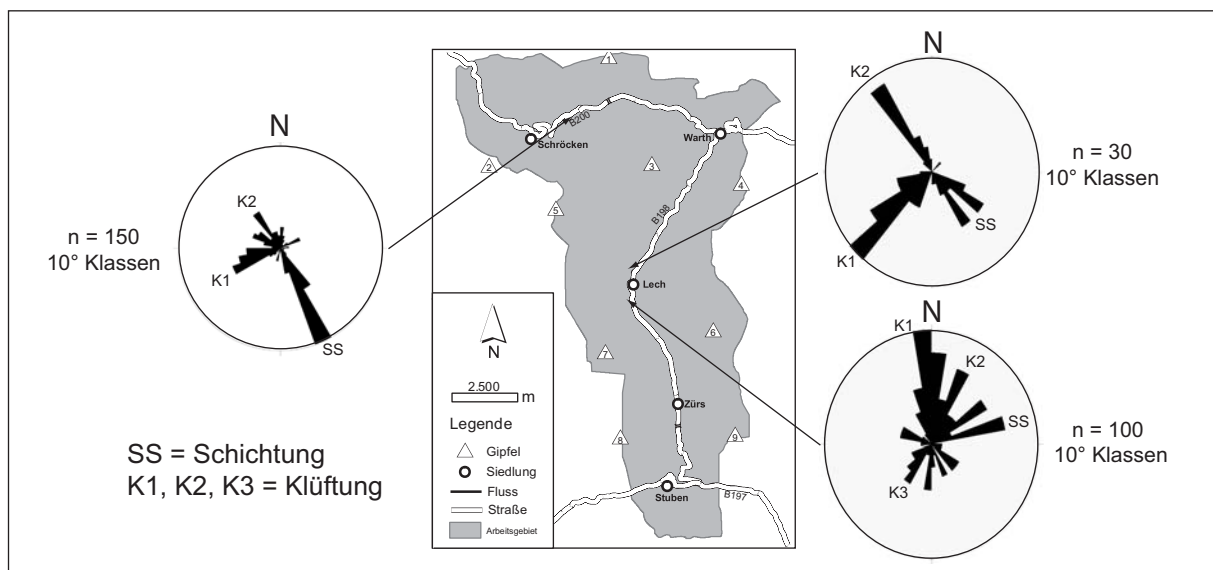 N
K2
K1
SS
n = 150
10° Klassen
SS = Schichtung
K1, K2, K3 = Klüftung
1
B200
Schröcken
Warth
2
3
4
5
B198
Lech
6
7
Zürs
8
9
Stuben
B197
N
2.500
m
Legende
Gipfel
Siedlung
Fluss
Straße
Arbeitsgebiet
N
K2
K1
SS
n = 30
10° Klassen
N
K1
K2
SS
K3
n = 100
10° Klassen